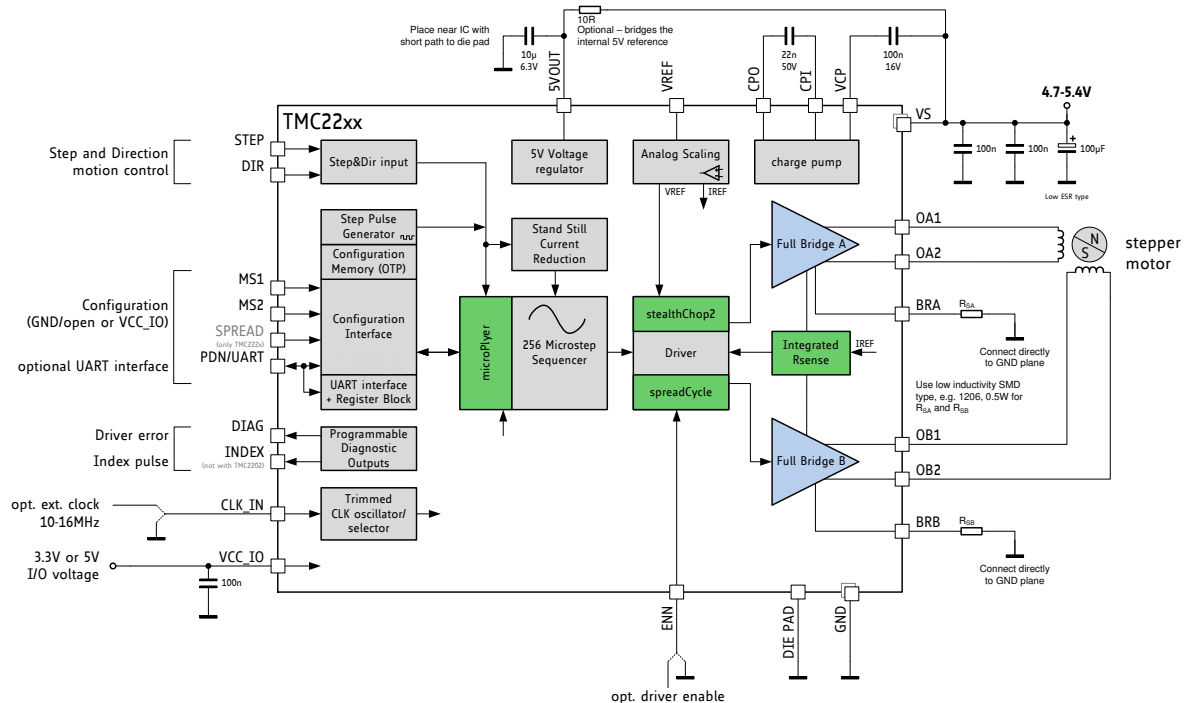 Place near IC with
short path to die pad
10µ
6.3V
10R
Optional – bridges the
internal 5V reference
5VOUT
VREF
CPO
22n
50V
CPI
VCP
100n
16V
4.7-5.4V
VS
100n
100n
+
100µF
Low ESR type
TMC22xx
Step and Direction
motion control
STEP
DIR
Step&Dir input
5V Voltage
regulator
Analog Scaling
VREF
IREF
charge pump
Step Pulse
Generator
Configuration
Memory (OTP)
Stand Still
Current
Reduction
Full Bridge A
OA1
OA2
N
S
stepper
motor
Configuration
(GND/open or VCC_IO)
optional UART interface
MS1
MS2
SPREAD
(only TMC222x)
PDN/UART
Configuration
Interface
UART interface
+ Register Block
microPlyer
256 Microstep
Sequencer
stealthChop2
Driver
spreadCycle
Integrated
Rsense
IREF
BRA
RSA
Connect directly
to GND plane
Use low inductivity SMD
type, e.g. 1206, 0.5W for
RSA and RSB
Driver error
Index pulse
DIAG
INDEX
(not with TMC2202)
Programmable
Diagnostic
Outputs
Full Bridge B
OB1
OB2
opt. ext. clock
10-16MHz
CLK_IN
Trimmed
CLK oscillator/
selector
BRB
RSB
Connect directly
to GND plane
3.3V or 5V
I/O voltage
VCC_IO
100n
ENN
DIE PAD
GND
opt. driver enable